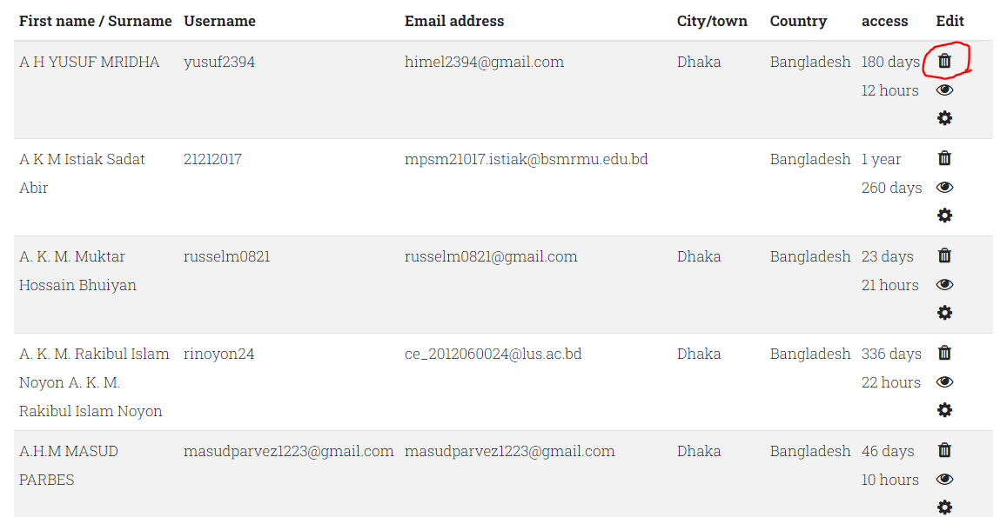 First name / Surname Username Email address City/town Country access Edit
A H YUSUF MRIDHA yusuf2394 himel2394@gmail.com Dhaka Bangladesh 180 days
12 hours
A K M Istiak Sadat 21212017 mpsm21017.istiak@bsmrmu.edu.bd Bangladesh 1 year
Abir 260 days
A. K. M. Muktar russelm0821 russelm0821@gmail.com Dhaka Bangladesh 23 days
Hossain Bhuiyan 21 hours
A. K. M. Rakibul Islam rinoyon24 ce_2012060024@lus.ac.bd Dhaka Bangladesh 336 days
Noyon A. K. M. 22 hours
Rakibul Islam Noyon
A.H.M MASUD masudparvez1223@gmail.com masudparvez1223@gmail.com Dhaka Bangladesh 46 days
PARBES 10 hours